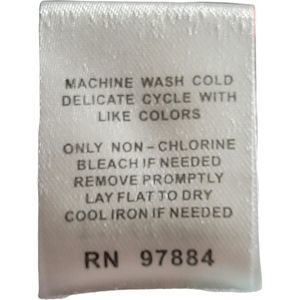 MACHINE WASH COLD
DELICATE CYCLE WITH
LIKE COLORS
ONLY NON-CHLORINE
BLEACH IF NEEDED
REMOVE PROMPTLY
LAY FLAT TO DRY
COOL IRON IF NEEDED
RN 97884